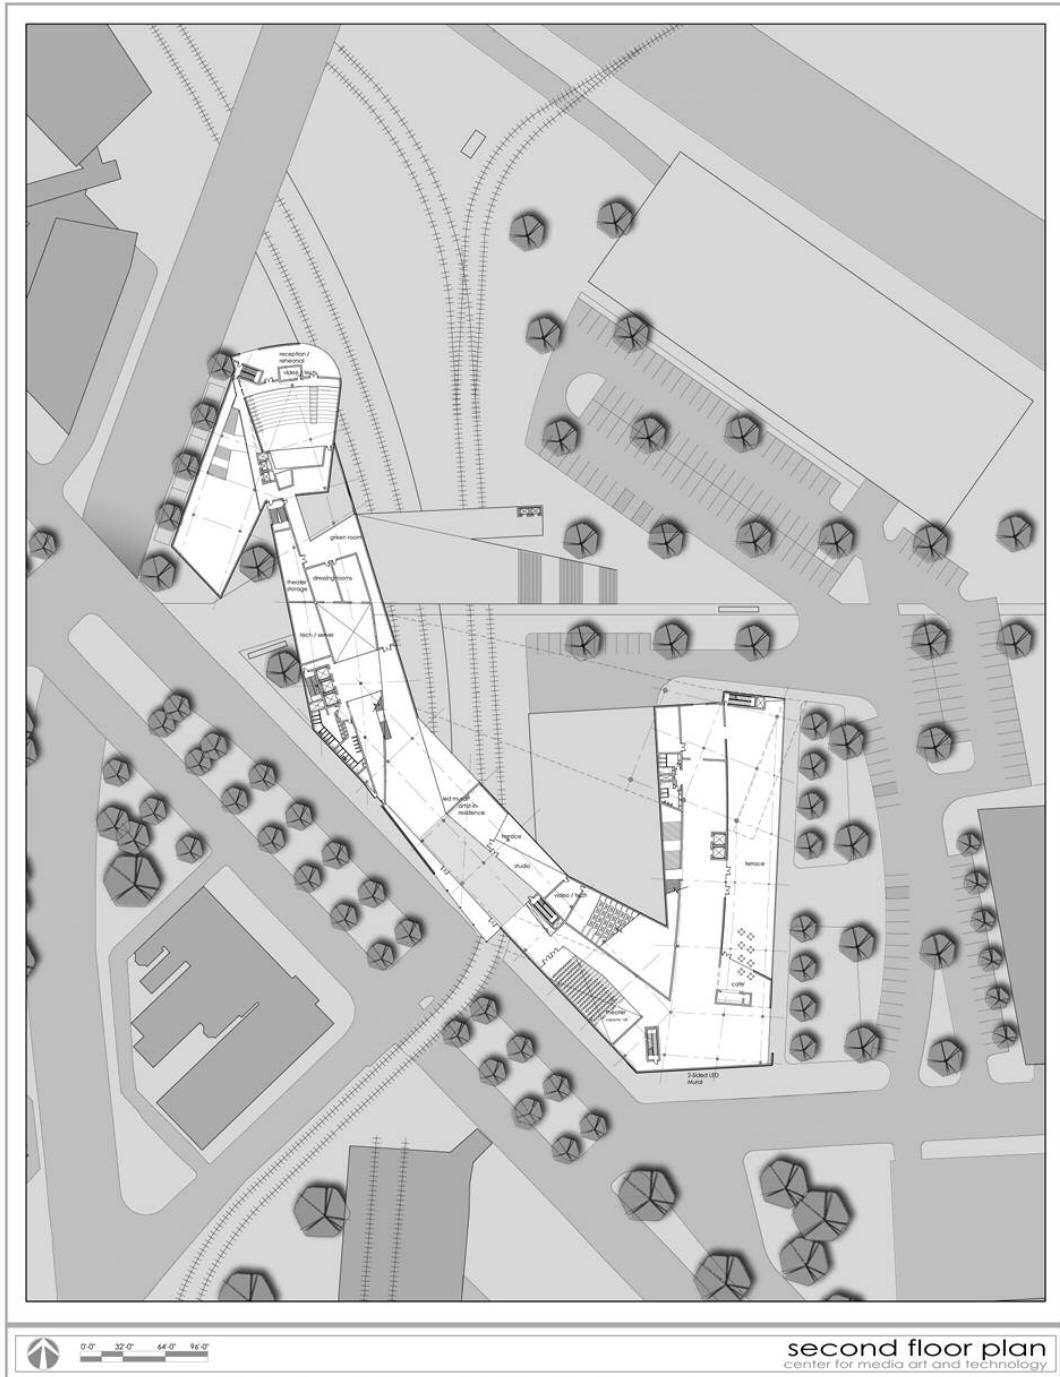 reception /
rehearsal
video / tech
green room
dressing rooms
theater
storage
tech / server
led mural
artist-in-
residence
terrace
studio
video / tech
terrace
cafe'
theater
2-Sided LED
Mural
0'-0" 32'-0" 64'-0" 96'-0"
second floor plan
center for media art and technology